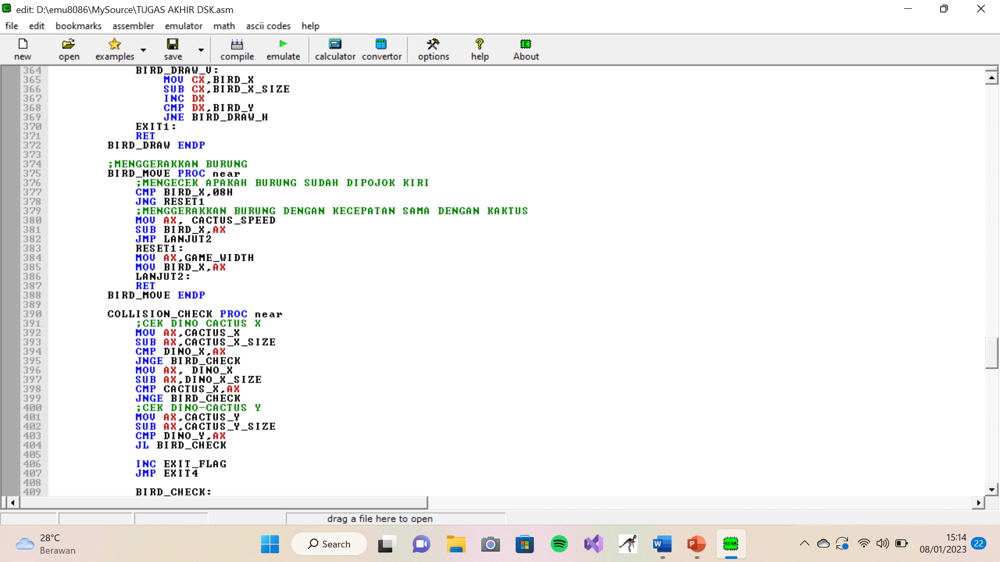 edit: D:\emu8086\MySource\TUGAS AKHIR DSK.asm
file edit bookmarks assembler emulator math ascii codes help
new open examples save compile emulate calculator convertor options help About
364 BIRD_DRAW_V:
365 MOV CX,BIRD_X
366 SUB CX,BIRD_X_SIZE
367 INC DX
368 CMP DX,BIRD_Y
369 JNE BIRD_DRAW_H
370 EXIT1:
371 RET
372 BIRD_DRAW ENDP
373
374 ;MENGGERAKKAN BURUNG
375 BIRD_MOVE PROC near
376 ;MENGECEK APAKAH BURUNG SUDAH DIPOJOK KIRI
377 CMP BIRD_X,08H
378 JNG RESET1
379 ;MENGGERAKKAN BURUNG DENGAN KECEPATAN SAMA DENGAN KAKTUS
380 MOV AX, CACTUS_SPEED
381 SUB BIRD_X,AX
382 JMP LANJUT2
383 RESET1:
384 MOV AX,GAME_WIDTH
385 MOV BIRD_X,AX
386 LANJUT2:
387 RET
388 BIRD_MOVE ENDP
389
390 COLLISION_CHECK PROC near
391 ;CEK DINO CACTUS X
392 MOV AX,CACTUS_X
393 SUB AX,CACTUS_X_SIZE
394 CMP DINO_X,AX
395 JNGE BIRD_CHECK
396 MOV AX, DINO_X
397 SUB AX,DINO_X_SIZE
398 CMP CACTUS_X,AX
399 JNGE BIRD_CHECK
400 ;CEK DINO-CACTUS Y
401 MOV AX,CACTUS_Y
402 SUB AX,CACTUS_Y_SIZE
403 CMP DINO_Y,AX
404 JL BIRD_CHECK
405
406 INC EXIT_FLAG
407 JMP EXIT4
408
409 BIRD_CHECK:
drag a file here to open
28°C
Berawan
Search
15:14
08/01/2023
22